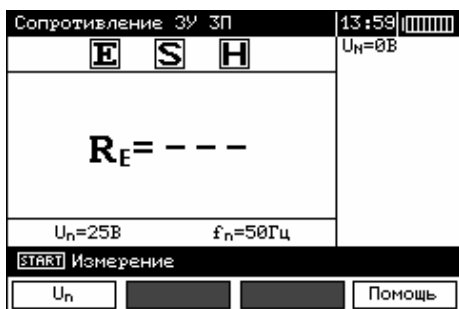 Сопротивление ЗУ 3П 13:59
E S H
U_N=0В
R_E= - - -
U_n=25В f_n=50Гц
START Измерение
U_n Помощь